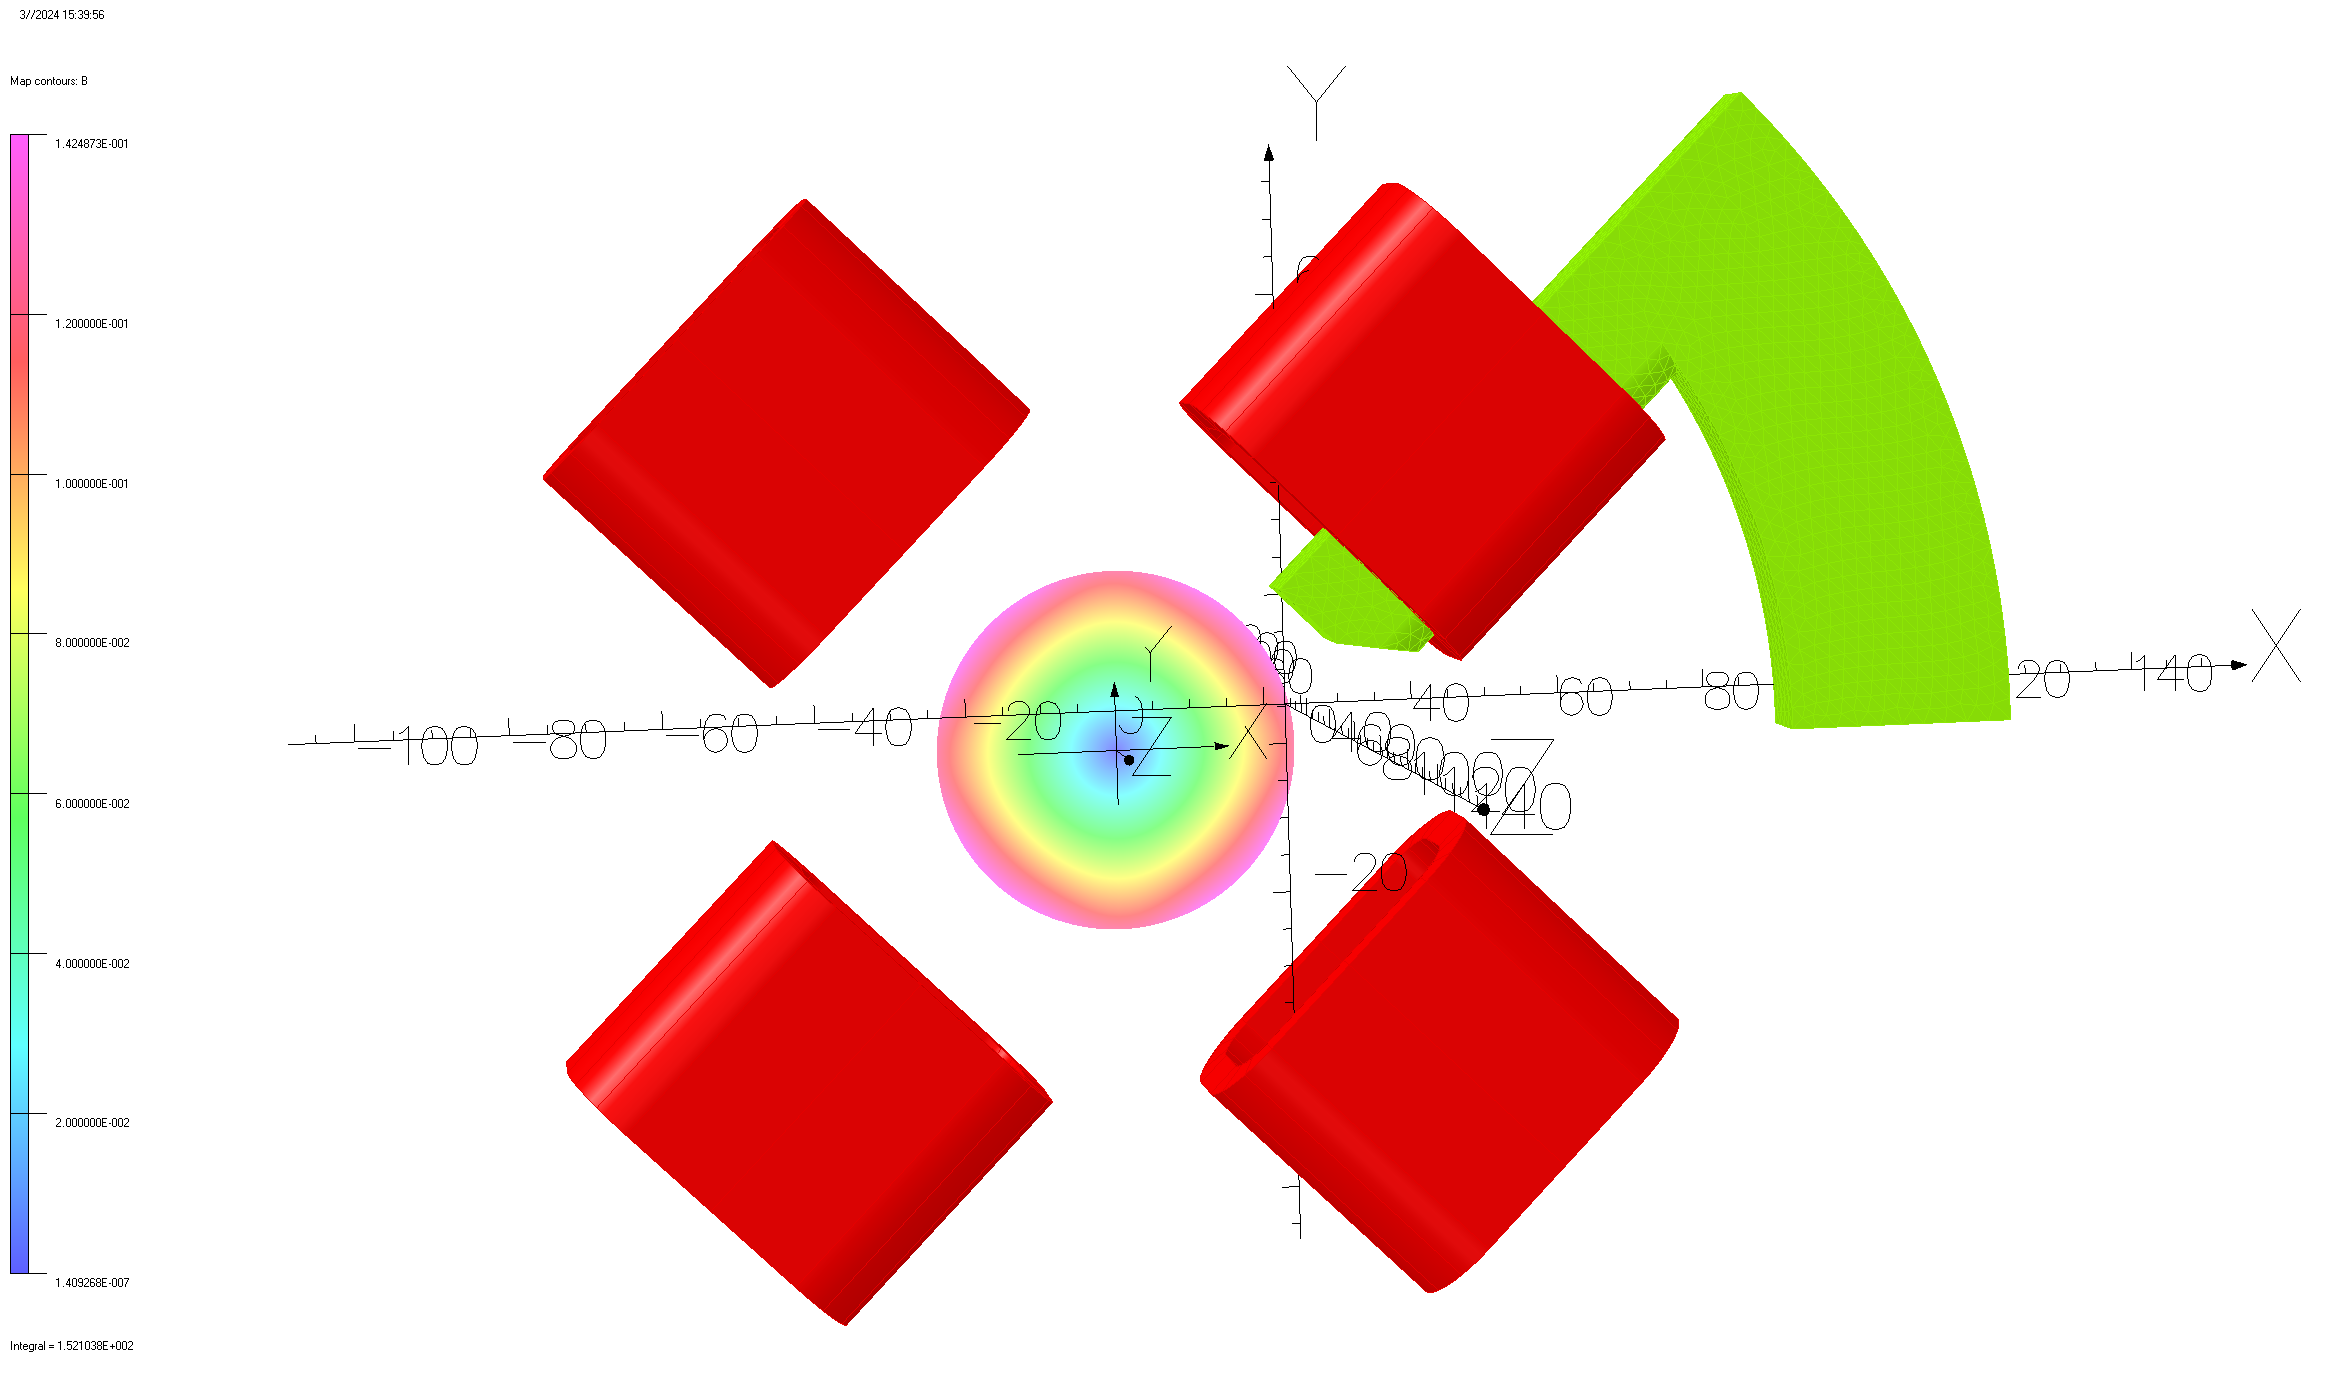 3//2024 15:39:56
Map contours: B
1.424873E-001
1.200000E-001
1.000000E-001
8.000000E-002
6.000000E-002
4.000000E-002
2.000000E-002
1.409268E-007
Integral = 1.521038E+002
Y
X
-100
-80
-60
-40
-20
40
60
80
20
140
Y
X
Z
Z
140
-20